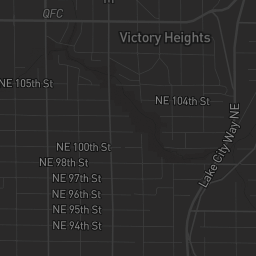 QFC
Victory Heights
NE 105th St
NE 104th St
NE 100th St
NE 98th St
NE 97th St
NE 96th St
NE 95th St
NE 94th St
Lake City Way NE